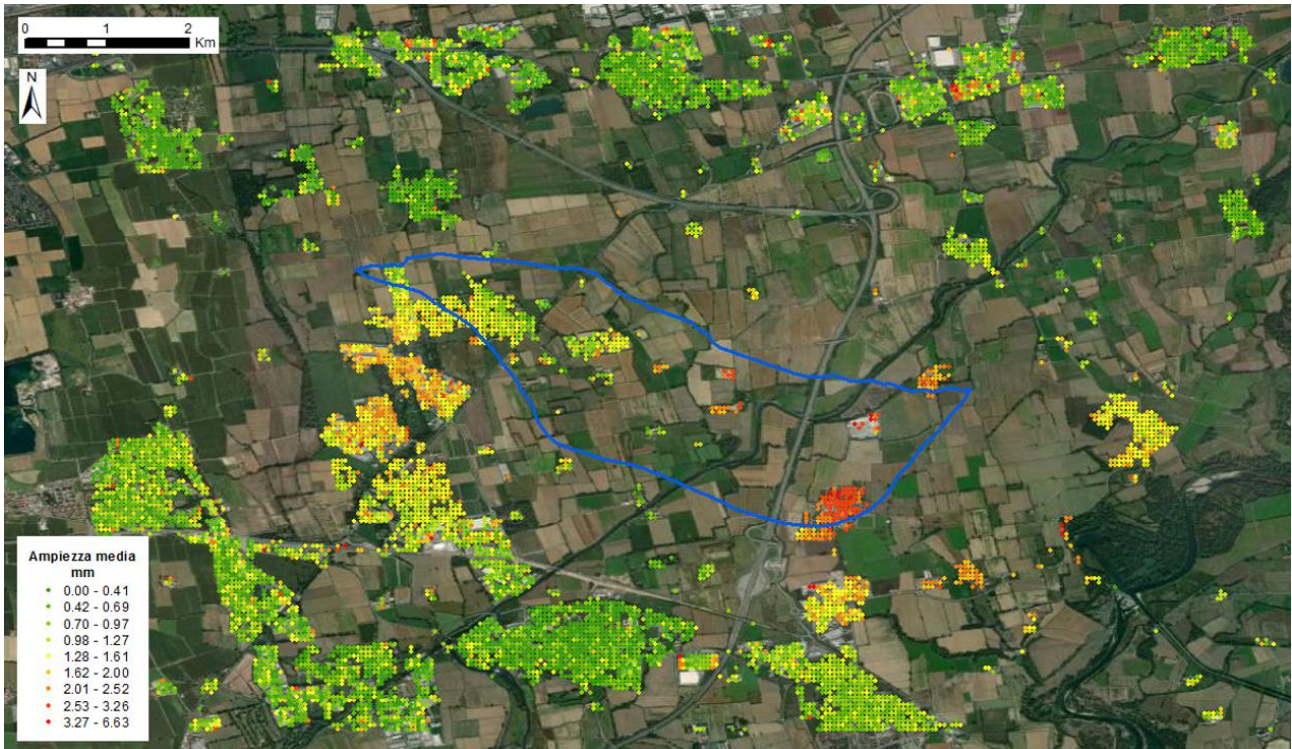 0 1 2
Km
N
Ampiezza media
mm
0.00 - 0.41
0.42 - 0.69
0.70 - 0.97
0.98 - 1.27
1.28 - 1.61
1.62 - 2.00
2.01 - 2.52
2.53 - 3.26
3.27 - 6.63